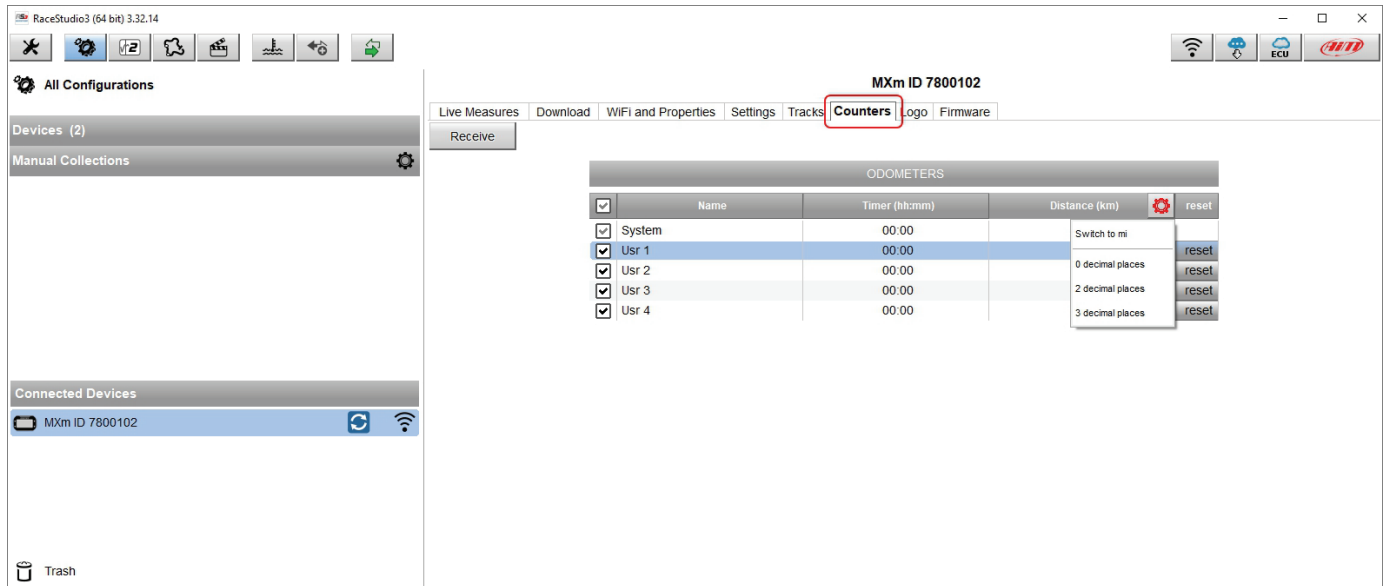 RaceStudio3 (64 bit) 3.32.14
ECU
AiM
All Configurations
MXm ID 7800102
Live Measures Download WiFi and Properties Settings Tracks Counters Logo Firmware
Devices (2)
Receive
Manual Collections
ODOMETERS
Name Timer (hh:mm) Distance (km) reset
System 00:00
Switch to mi
Usr 1 00:00 reset
0 decimal places
Usr 2 00:00 reset
2 decimal places
Usr 3 00:00 reset
3 decimal places
Usr 4 00:00 reset
Connected Devices
MXm ID 7800102
Trash